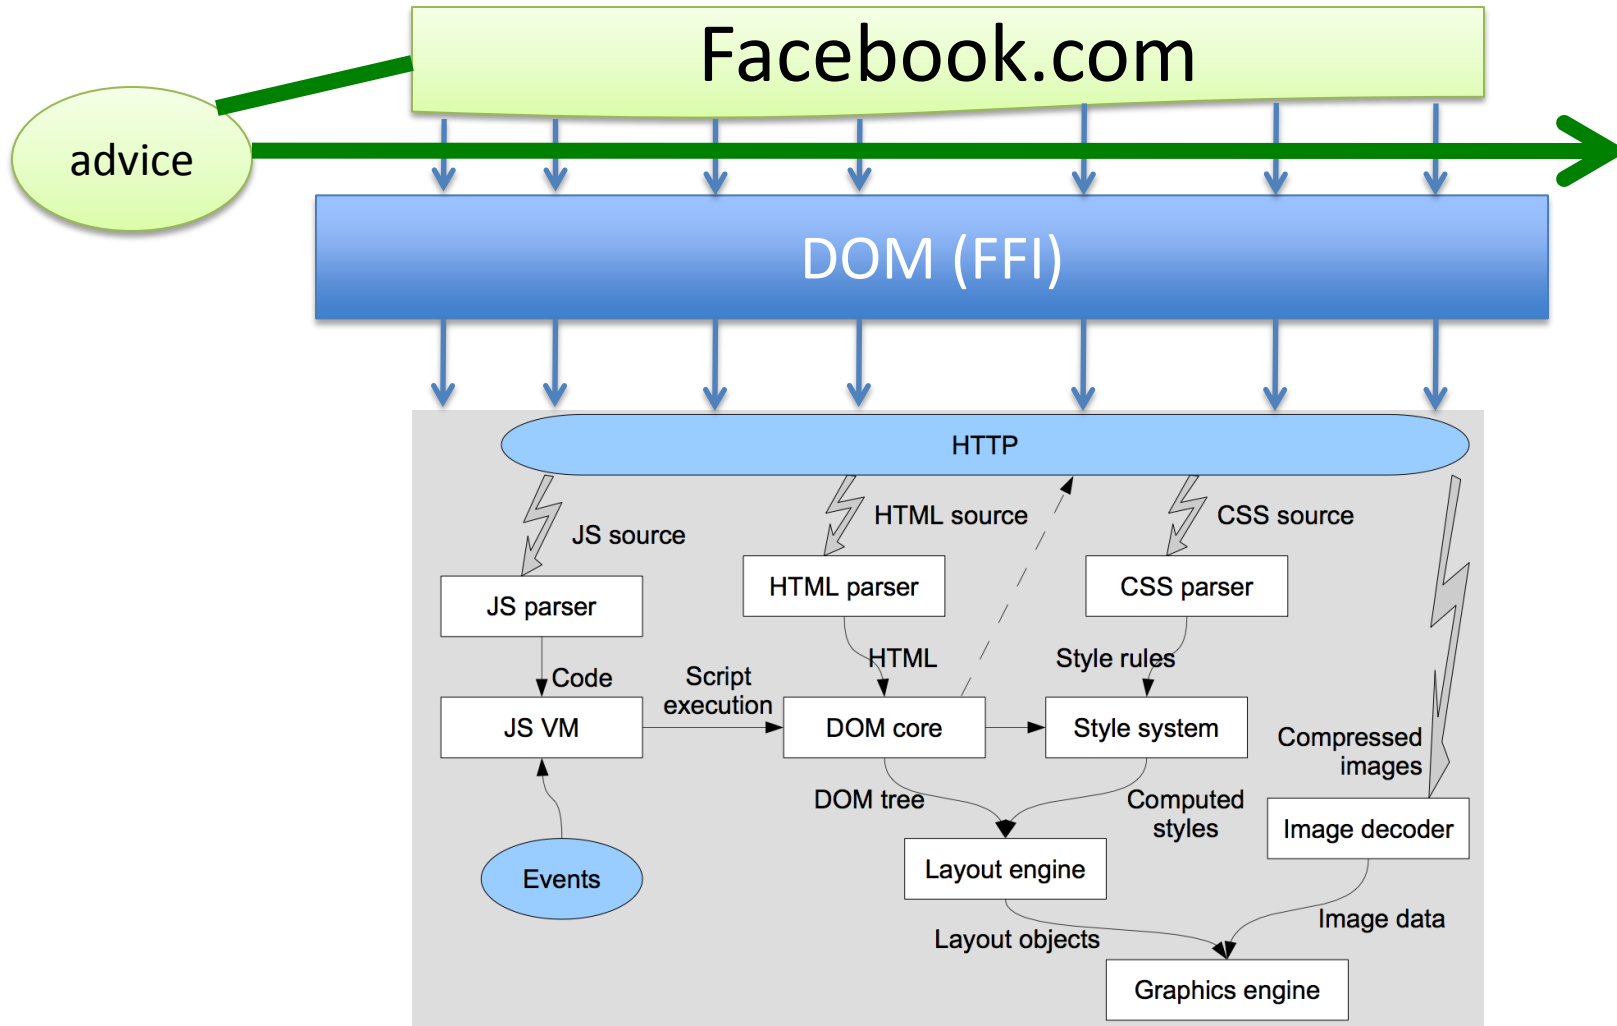 Facebook.com
advice
DOM (FFI)
HTTP
JS source
HTML source
CSS source
JS parser
HTML parser
CSS parser
Code
Script
execution
HTML
Style rules
JS VM
DOM core
Style system
Compressed
images
DOM tree
Computed
styles
Image decoder
Events
Layout engine
Layout objects
Image data
Graphics engine